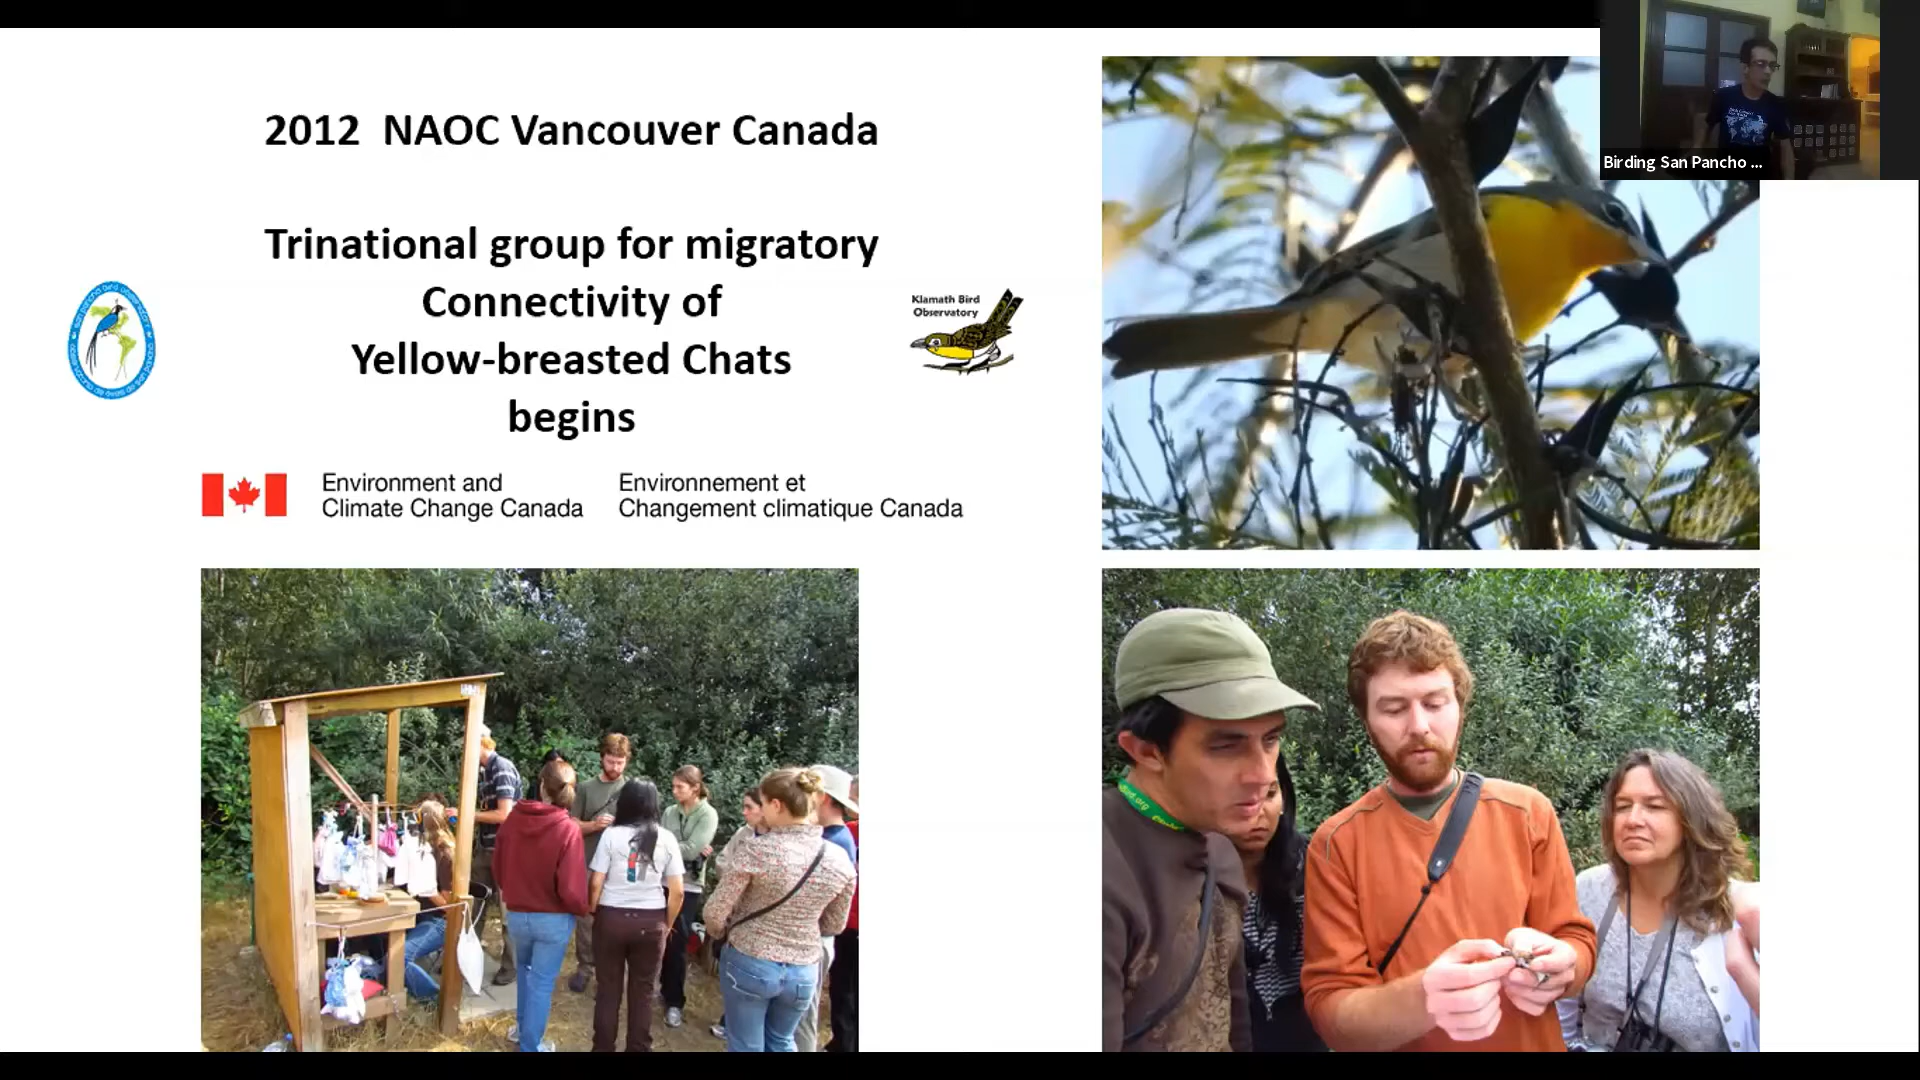 2012 NAOC Vancouver Canada
Trinational group for migratory
Connectivity of
Yellow-breasted Chats
begins
Klamath Bird
Observatory
Environment and
Climate Change Canada
Environnement et
Changement climatique Canada
Birding San Pancho ...